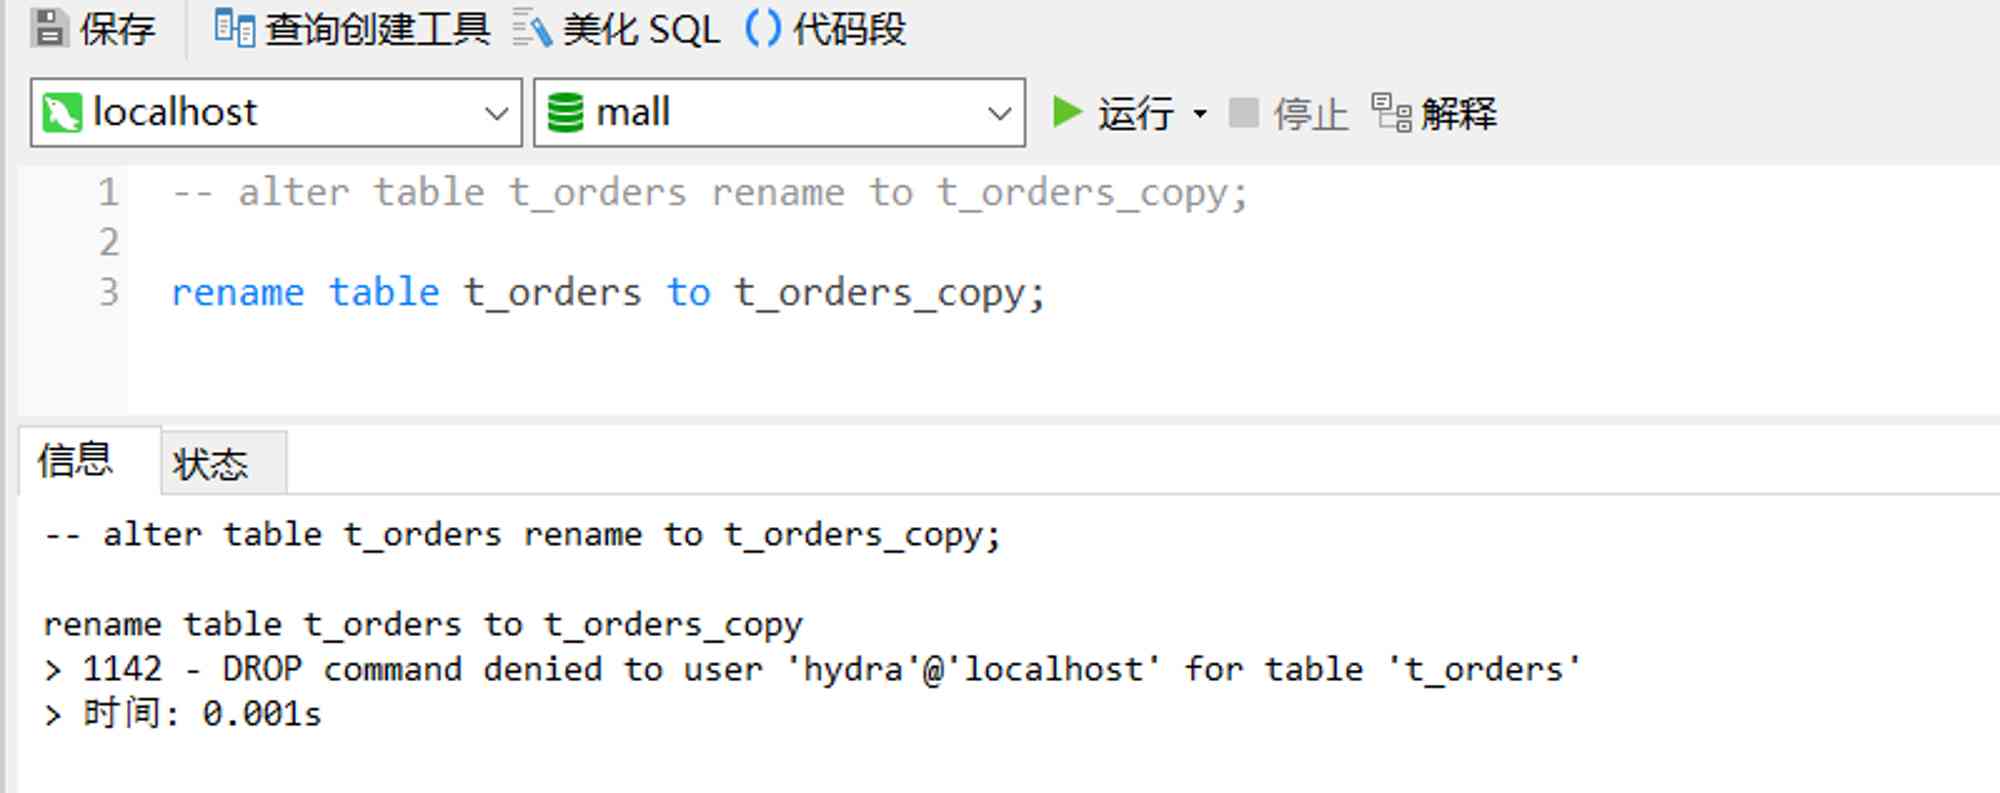 保存 查询创建工具 美化 SQL () 代码段
localhost mall 运行 停止 解释
1 -- alter table t_orders rename to t_orders_copy;
2
3 rename table t_orders to t_orders_copy;
信息 状态
-- alter table t_orders rename to t_orders_copy;
rename table t_orders to t_orders_copy
> 1142 - DROP command denied to user 'hydra'@'localhost' for table 't_orders'
> 时间: 0.001s